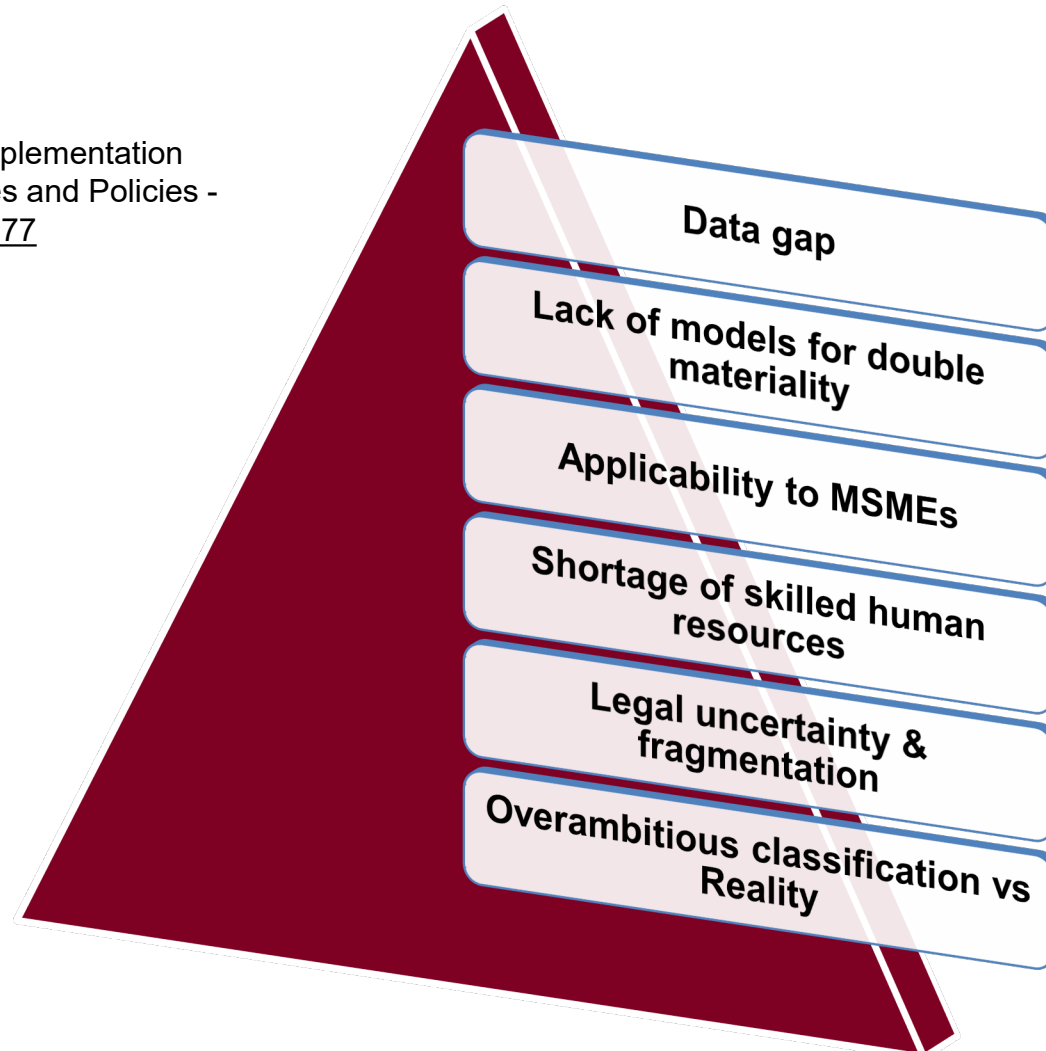 plementation
es and Policies -
77
Data gap
Lack of models for double
materiality
Applicability to MSMEs
Shortage of skilled human
resources
Legal uncertainty &
fragmentation
Overambitious classification vs
Reality